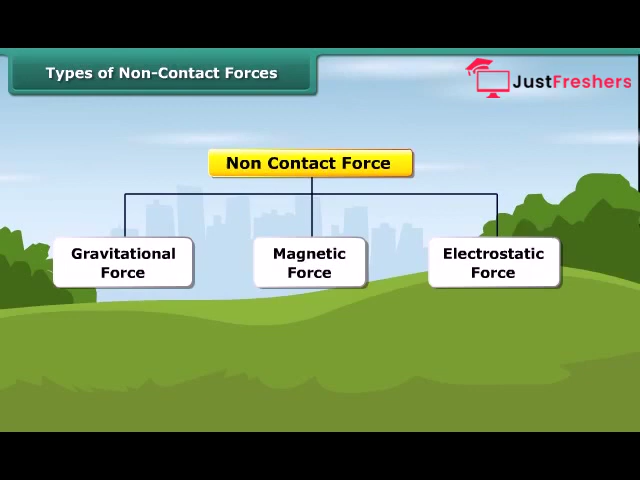 Types of Non-Contact Forces
JustFreshers
Non Contact Force
Gravitational
Force
Magnetic
Force
Electrostatic
Force